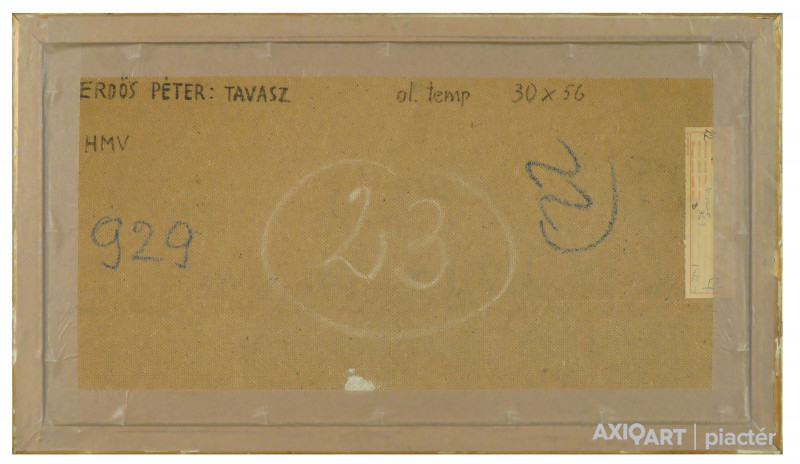 ERDŐS PÉTER: TAVASZ ol. temp 30 x 56
HMV
23
929
AXIOART | piactér